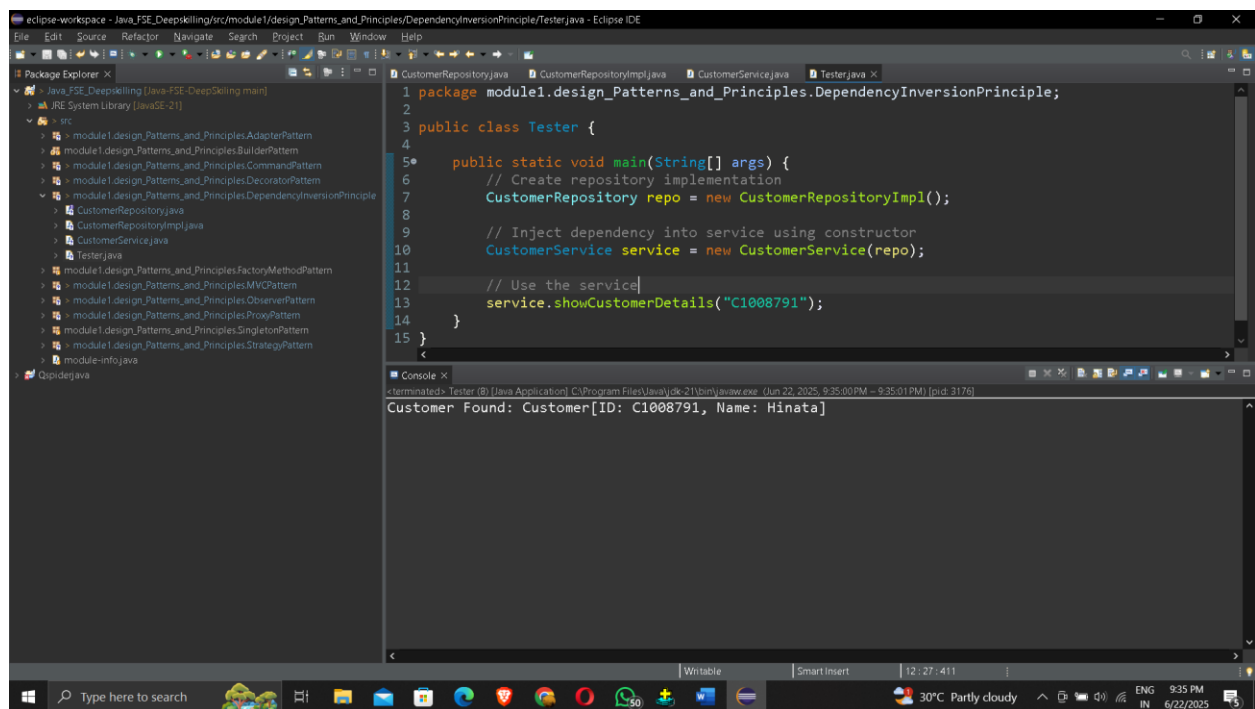 eclipse-workspace - Java_FSE_Deepskilling/src/module1/design_Patterns_and_Principles/DependencyInversionPrinciple/Tester.java - Eclipse IDE
File Edit Source Refactor Navigate Search Project Run Window Help
Package Explorer
CustomerRepository.java CustomerRepositoryImpl.java CustomerService.java Tester.java
> Java_FSE_Deepskilling [Java-FSE-DeepSkiling main]
JRE System Library [JavaSE-21]
> src
> module1.design_Patterns_and_Principles.AdapterPattern
module1.design_Patterns_and_Principles.BuilderPattern
> module1.design_Patterns_and_Principles.CommandPattern
> module1.design_Patterns_and_Principles.DecoratorPattern
> module1.design_Patterns_and_Principles.DependencyInversionPrinciple
CustomerRepository.java
CustomerRepositoryImpl.java
CustomerService.java
Tester.java
module1.design_Patterns_and_Principles.FactoryMethodPattern
> module1.design_Patterns_and_Principles.MVCPattern
> module1.design_Patterns_and_Principles.ObserverPattern
> module1.design_Patterns_and_Principles.ProxyPattern
module1.design_Patterns_and_Principles.SingletonPattern
> module1.design_Patterns_and_Principles.StrategyPattern
module-info.java
Qspiderjava
1 package module1.design_Patterns_and_Principles.DependencyInversionPrinciple;
2
3 public class Tester {
4
5 public static void main(String[] args) {
6 // Create repository implementation
7 CustomerRepository repo = new CustomerRepositoryImpl();
8
9 // Inject dependency into service using constructor
10 CustomerService service = new CustomerService(repo);
11
12 // Use the service
13 service.showCustomerDetails("C1008791");
14 }
15 }
Console
<terminated> Tester (8) [Java Application] C:\Program Files\Java\jdk-21\bin\javaw.exe (Jun 22, 2025, 9:35:00 PM – 9:35:01 PM) [pid: 3176]
Customer Found: Customer[ID: C1008791, Name: Hinata]
Writable Smart Insert 12 : 27 : 411
Type here to search 50 30°C Partly cloudy ENG 9:35 PM
IN 6/22/2025 5